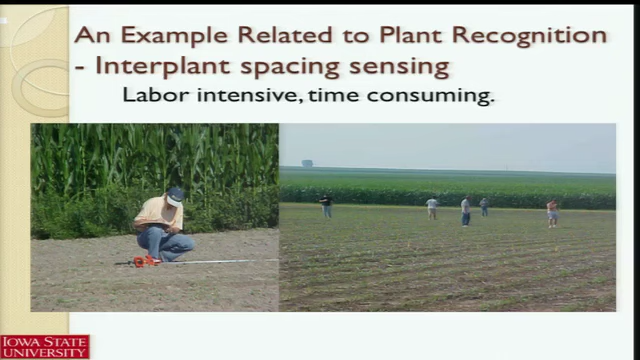 An Example Related to Plant Recognition
- Interplant spacing sensing
Labor intensive, time consuming.
IOWA STATE
UNIVERSITY